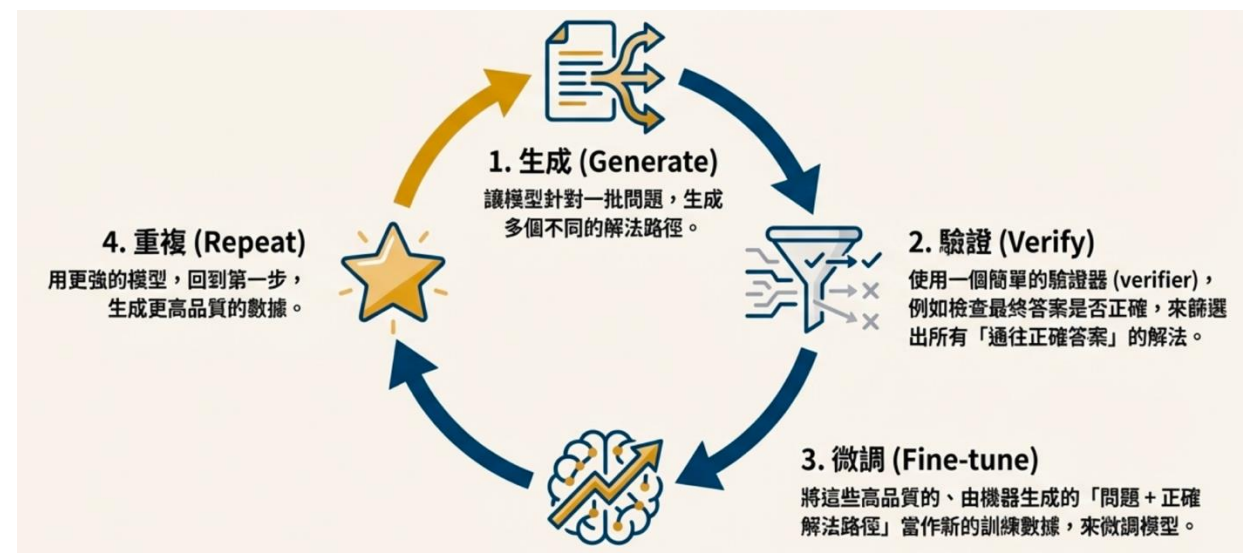 1. 生成 (Generate)
讓模型針對一批問題，生成
多個不同的解法路徑。
2. 驗證 (Verify)
使用一個簡單的驗證器 (verifier)，
例如檢查最終答案是否正確，來篩選
出所有「通往正確答案」的解法。
3. 微調 (Fine-tune)
將這些高品質的、由機器生成的「問題 + 正確
解法路徑」當作新的訓練數據，來微調模型。
4. 重複 (Repeat)
用更強的模型，回到第一步，
生成更高品質的數據。